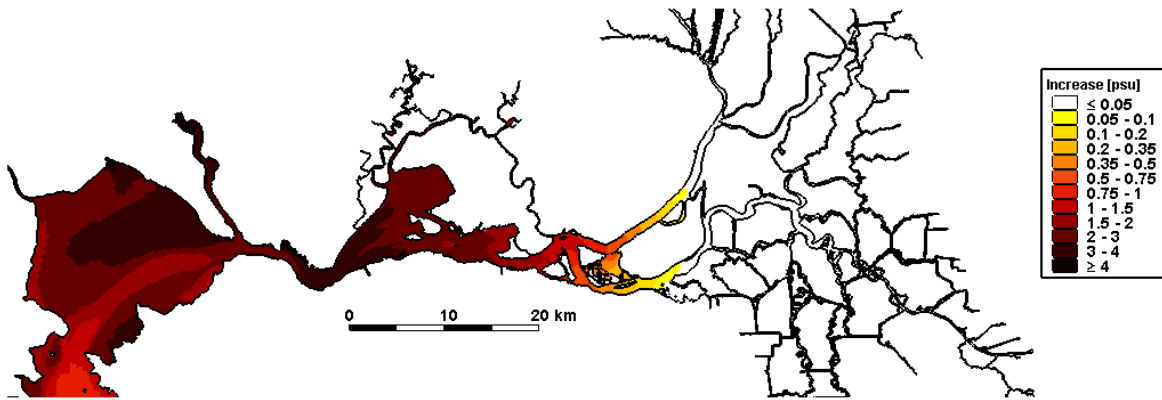 Increase [psu]
≤ 0.05
0.05 - 0.1
0.1 - 0.2
0.2 - 0.35
0.35 - 0.5
0.5 - 0.75
0.75 - 1
1 - 1.5
1.5 - 2
2 - 3
3 - 4
≥ 4
0 10 20 km